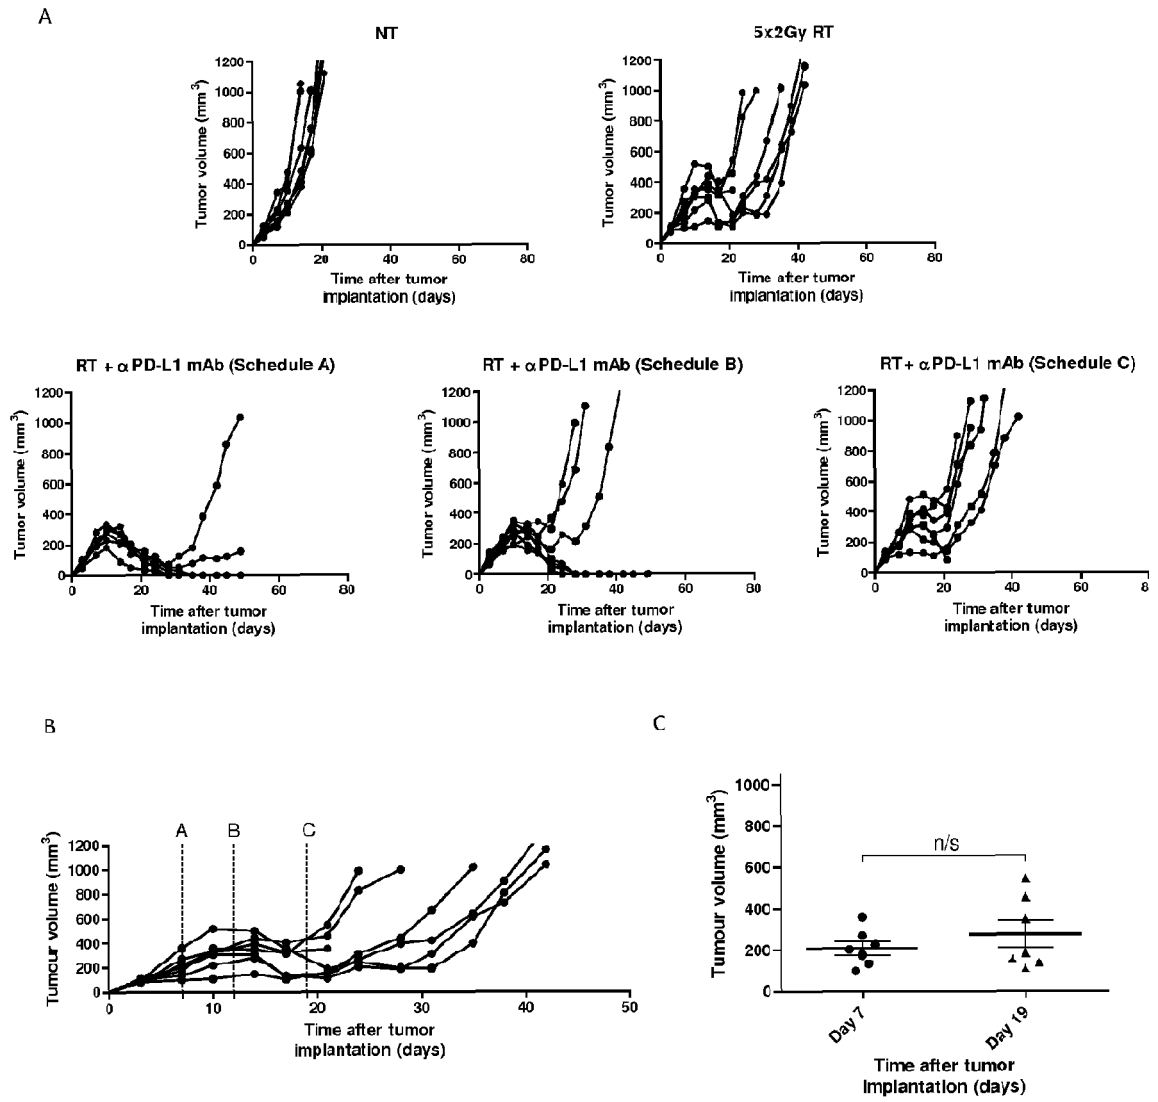 A
NT
1200
1000
800
600
400
200
0
Tumor volume (mm3)
0 20 40 60 80
Time after tumor
implantation (days)
5x2Gy RT
1200
1000
800
600
400
200
0
Tumor volume (mm3)
0 20 40 60 80
Time after tumor
implantation (days)
RT + αPD-L1 mAb (Schedule A)
1200
1000
800
600
400
200
0
Tumor volume (mm3)
0 20 40 60 80
Time after tumor
implantation (days)
RT + αPD-L1 mAb (Schedule B)
1200
1000
800
600
400
200
0
Tumor volume (mm3)
0 20 40 60 80
Time after tumor
implantation (days)
RT+ αPD-L1 mAb (Schedule C)
1200
1000
800
600
400
200
0
Tumor volume (mm3)
0 20 40 60
Time after tumor
implantation (days)
B
A B C
1200
1000
800
600
400
200
0
Tumour volume (mm3)
0 10 20 30 40 50
Time after tumor
implantation (days)
C
1000
800
600
400
200
0
Tumour volume (mm3)
n/s
Day 7 Day 19
Time after tumor
implantation (days)